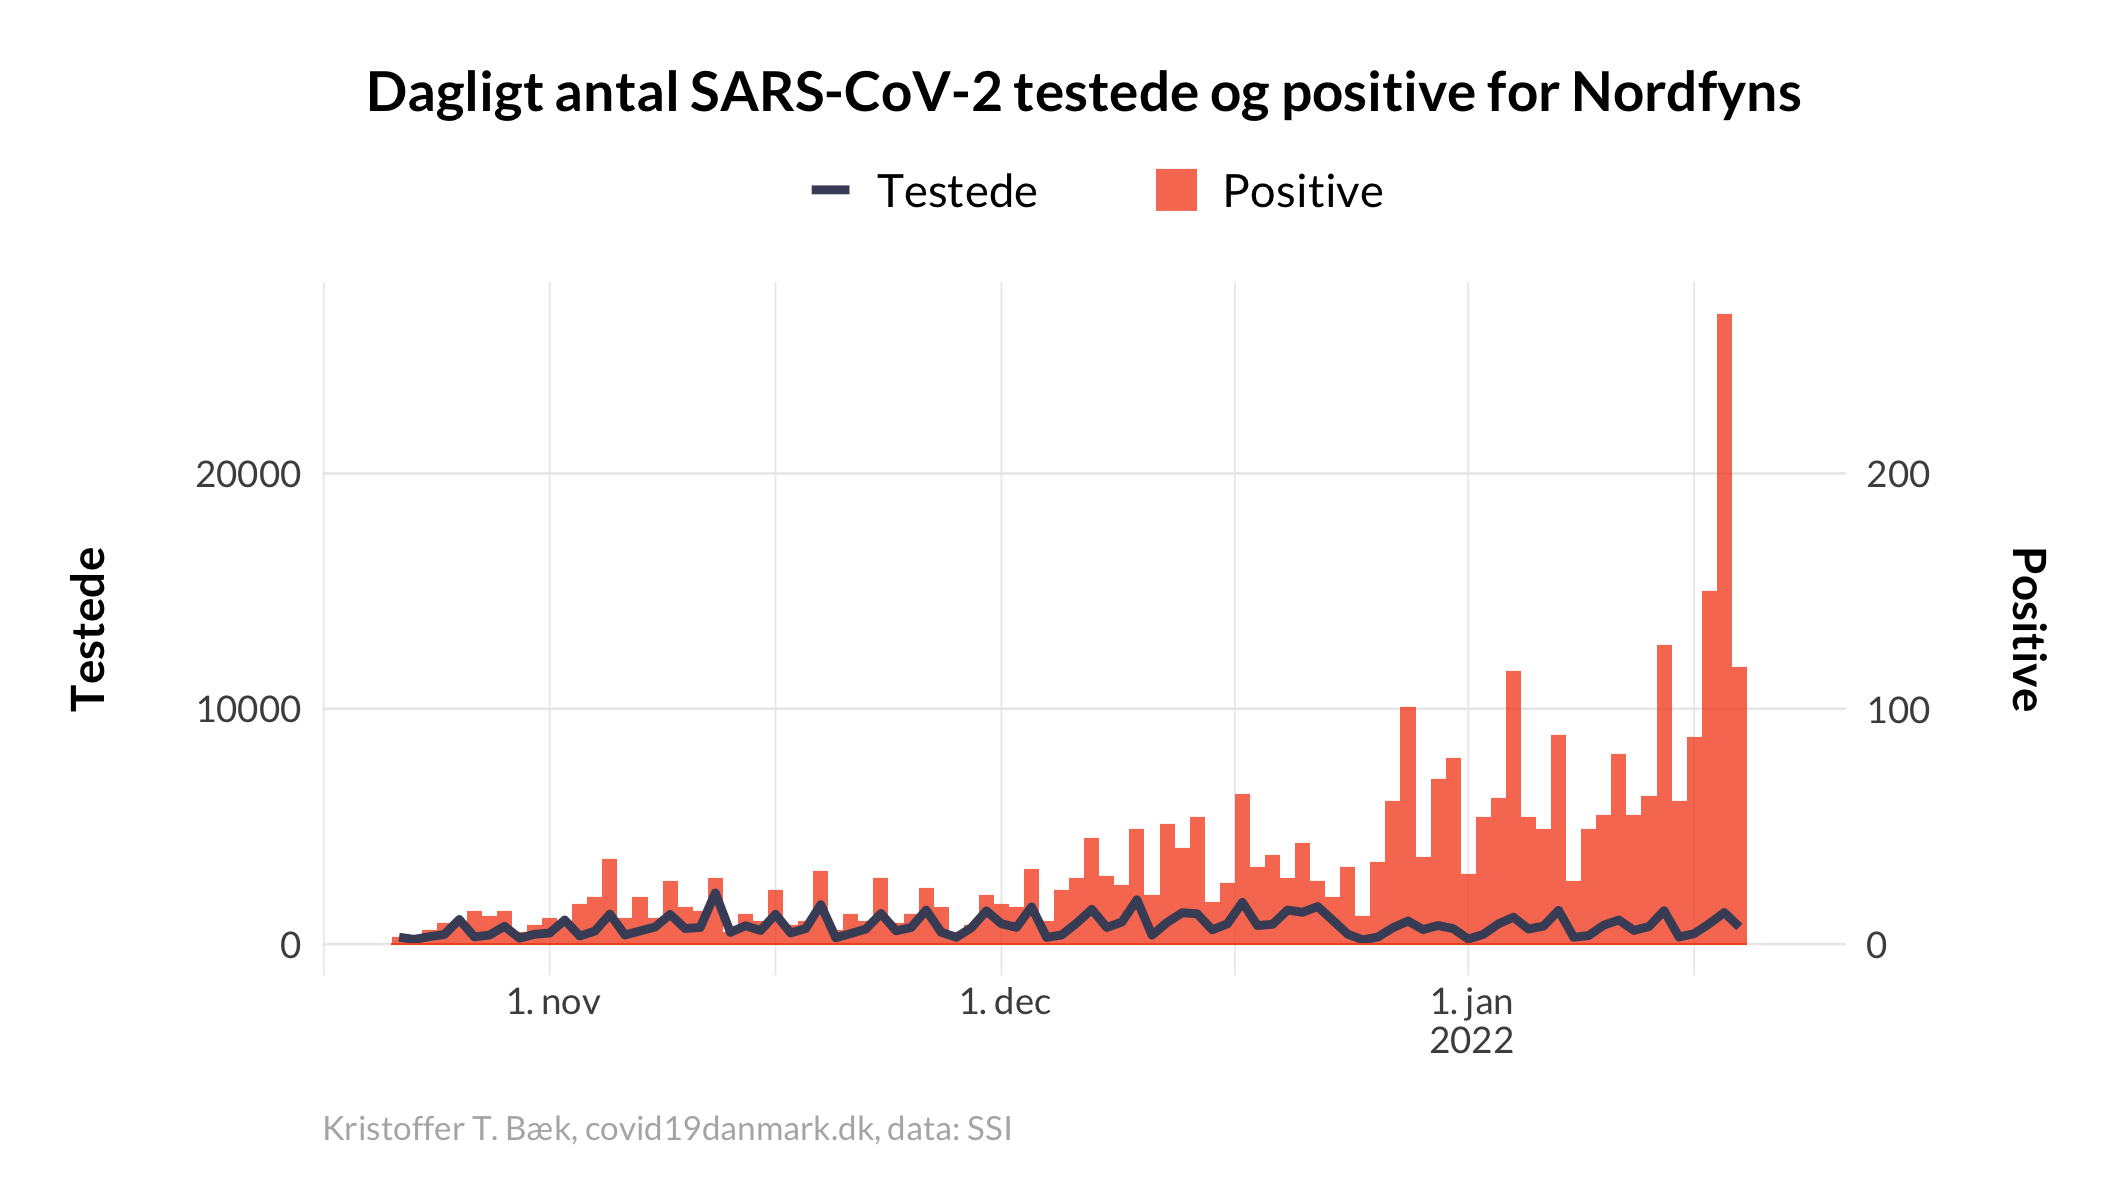 Dagligt antal SARS-CoV-2 testede og positive for Nordfyns
Testede Positive
20000
10000
0
Testede
200
100
0
Positive
1. nov
1. dec
1. jan
2022
Kristoffer T. Bæk, covid19danmark.dk, data: SSI